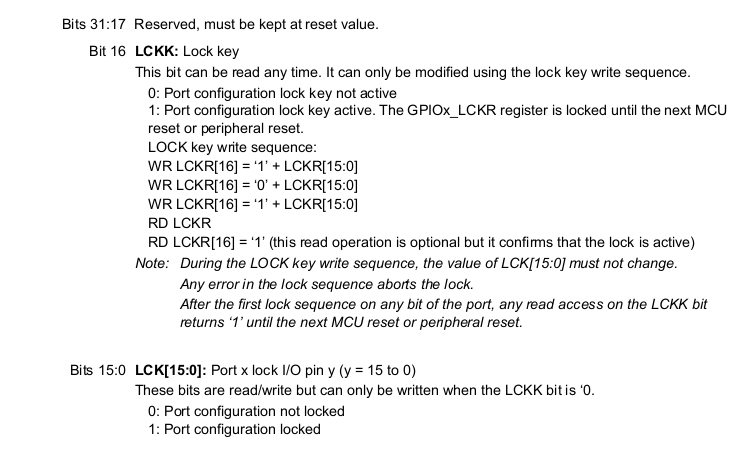 Bits 31:17 Reserved, must be kept at reset value.
Bit 16 LCKK: Lock key
This bit can be read any time. It can only be modified using the lock key write sequence.
0: Port configuration lock key not active
1: Port configuration lock key active. The GPIOx_LCKR register is locked until the next MCU
reset or peripheral reset.
LOCK key write sequence:
WR LCKR[16] = ‘1’ + LCKR[15:0]
WR LCKR[16] = ‘0’ + LCKR[15:0]
WR LCKR[16] = ‘1’ + LCKR[15:0]
RD LCKR
RD LCKR[16] = ‘1’ (this read operation is optional but it confirms that the lock is active)
Note: During the LOCK key write sequence, the value of LCK[15:0] must not change.
Any error in the lock sequence aborts the lock.
After the first lock sequence on any bit of the port, any read access on the LCKK bit
returns ‘1’ until the next MCU reset or peripheral reset.
Bits 15:0 LCK[15:0]: Port x lock I/O pin y (y = 15 to 0)
These bits are read/write but can only be written when the LCKK bit is ‘0.
0: Port configuration not locked
1: Port configuration locked